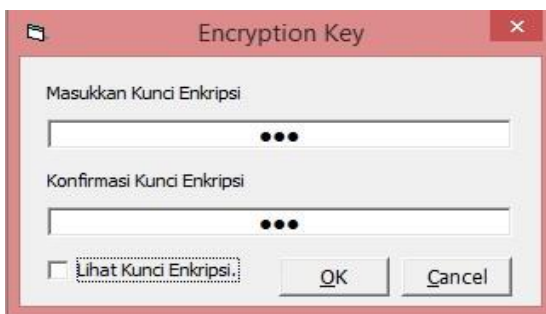 Encryption Key
Masukkan Kunci Enkripsi
●●●
Konfirmasi Kunci Enkripsi
●●●
Lihat Kunci Enkripsi. OK Cancel